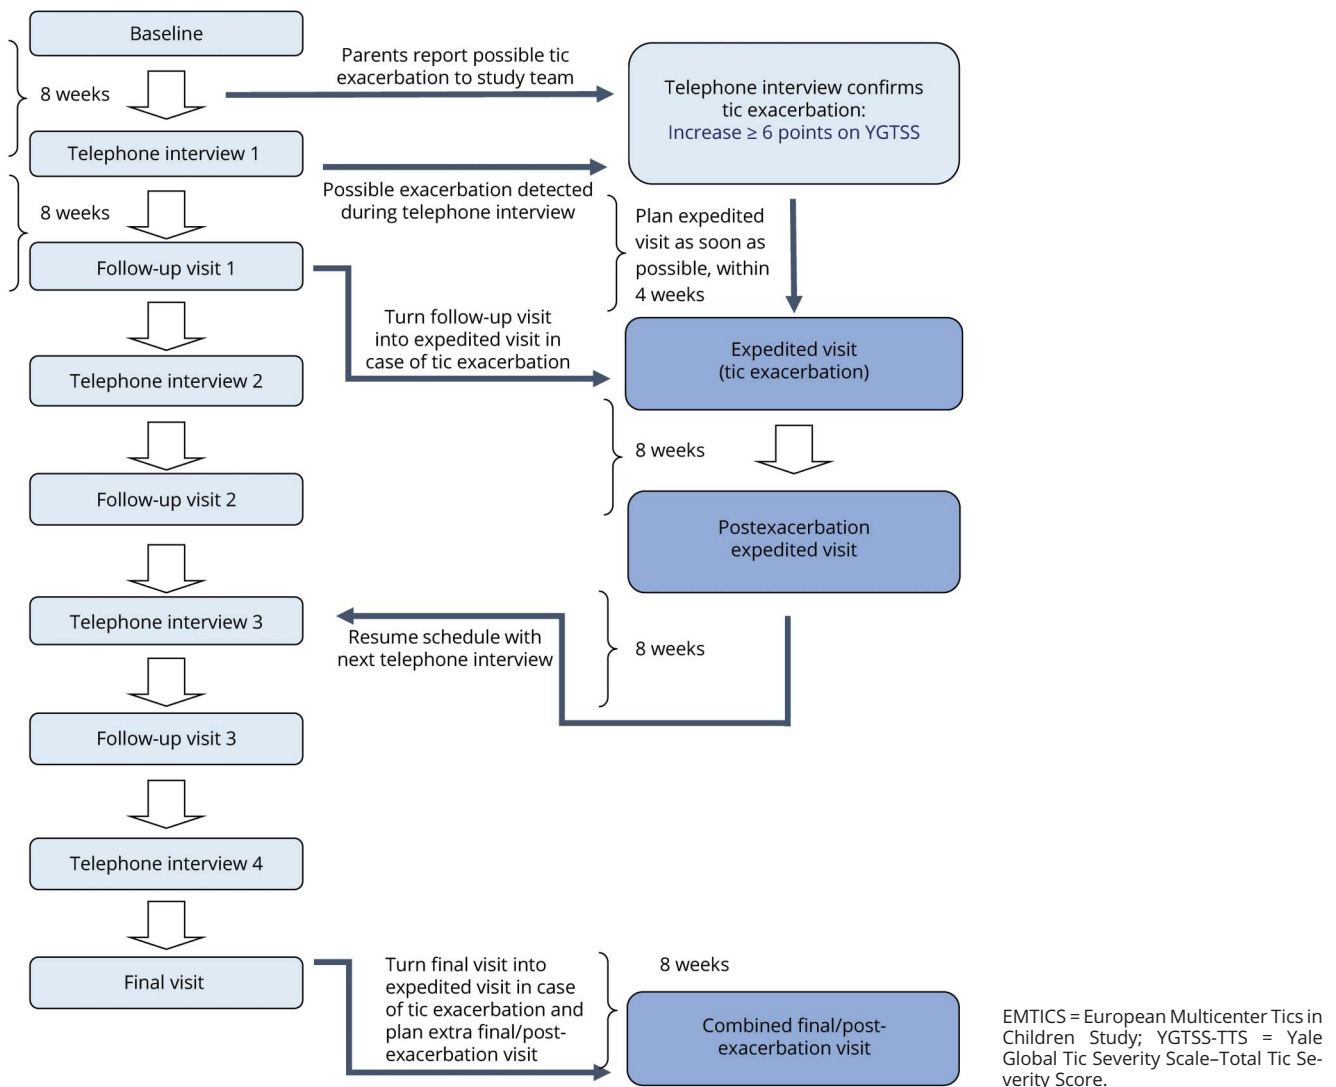 Baseline
8 weeks
Parents report possible tic
exacerbation to study team
Telephone interview confirms
tic exacerbation:
Increase ≥ 6 points on YGTSS
Telephone interview 1
Possible exacerbation detected
during telephone interview
8 weeks
Plan expedited
visit as soon as
possible, within
4 weeks
Follow-up visit 1
Turn follow-up visit
into expedited visit in
case of tic exacerbation
Expedited visit
(tic exacerbation)
Telephone interview 2
8 weeks
Follow-up visit 2
Postexacerbation
expedited visit
Telephone interview 3
Resume schedule with
next telephone interview
8 weeks
Follow-up visit 3
Telephone interview 4
Final visit
Turn final visit into
expedited visit in case
of tic exacerbation and
plan extra final/post-
exacerbation visit
8 weeks
Combined final/post-
exacerbation visit
EMTICS = European Multicenter Tics in
Children Study; YGTSS-TTS = Yale
Global Tic Severity Scale–Total Tic Se-
verity Score.